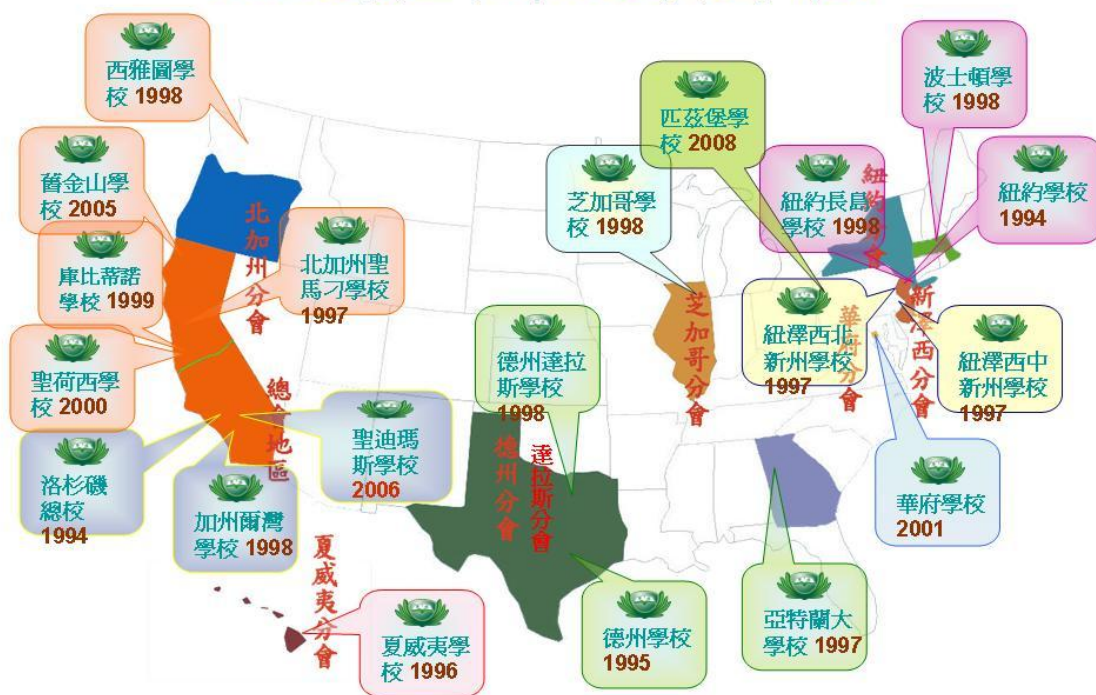 西雅圖學
校 1998
舊金山學
校 2005
庫比蒂諾
學校 1999
聖荷西學
校 2000
洛杉磯
總校
1994
北加州分會
北加州聖
馬刁學校
1997
總會地區
聖迪瑪
斯學校
2006
加州爾灣
學校 1998
夏威夷分會
夏威夷學
校 1996
芝加哥學
校 1998
芝加哥分會
德州達拉
斯學校
1998
德州分會
達拉斯分會
德州學校
1995
匹茲堡學
校 2008
紐約長島
學校 1998
波士頓學
校 1998
紐約學校
1994
紐澤西北
新州學校
1997
華府分會
新澤西分會
紐澤西中
新州學校
1997
華府學校
2001
亞特蘭大
學校 1997